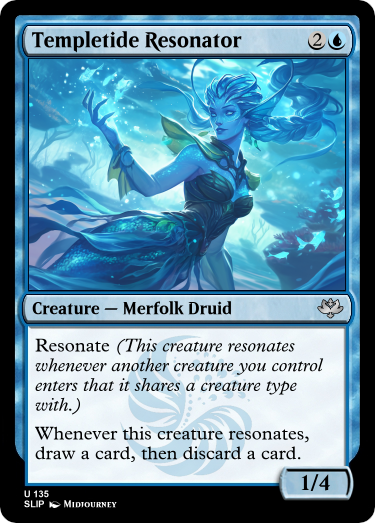 Templetide Resonator 2
Creature — Merfolk Druid
Resonate (This creature resonates
whenever another creature you control
enters that it shares a creature type
with.)
Whenever this creature resonates,
draw a card, then discard a card.
1/4
U 135
SLIP Midjourney